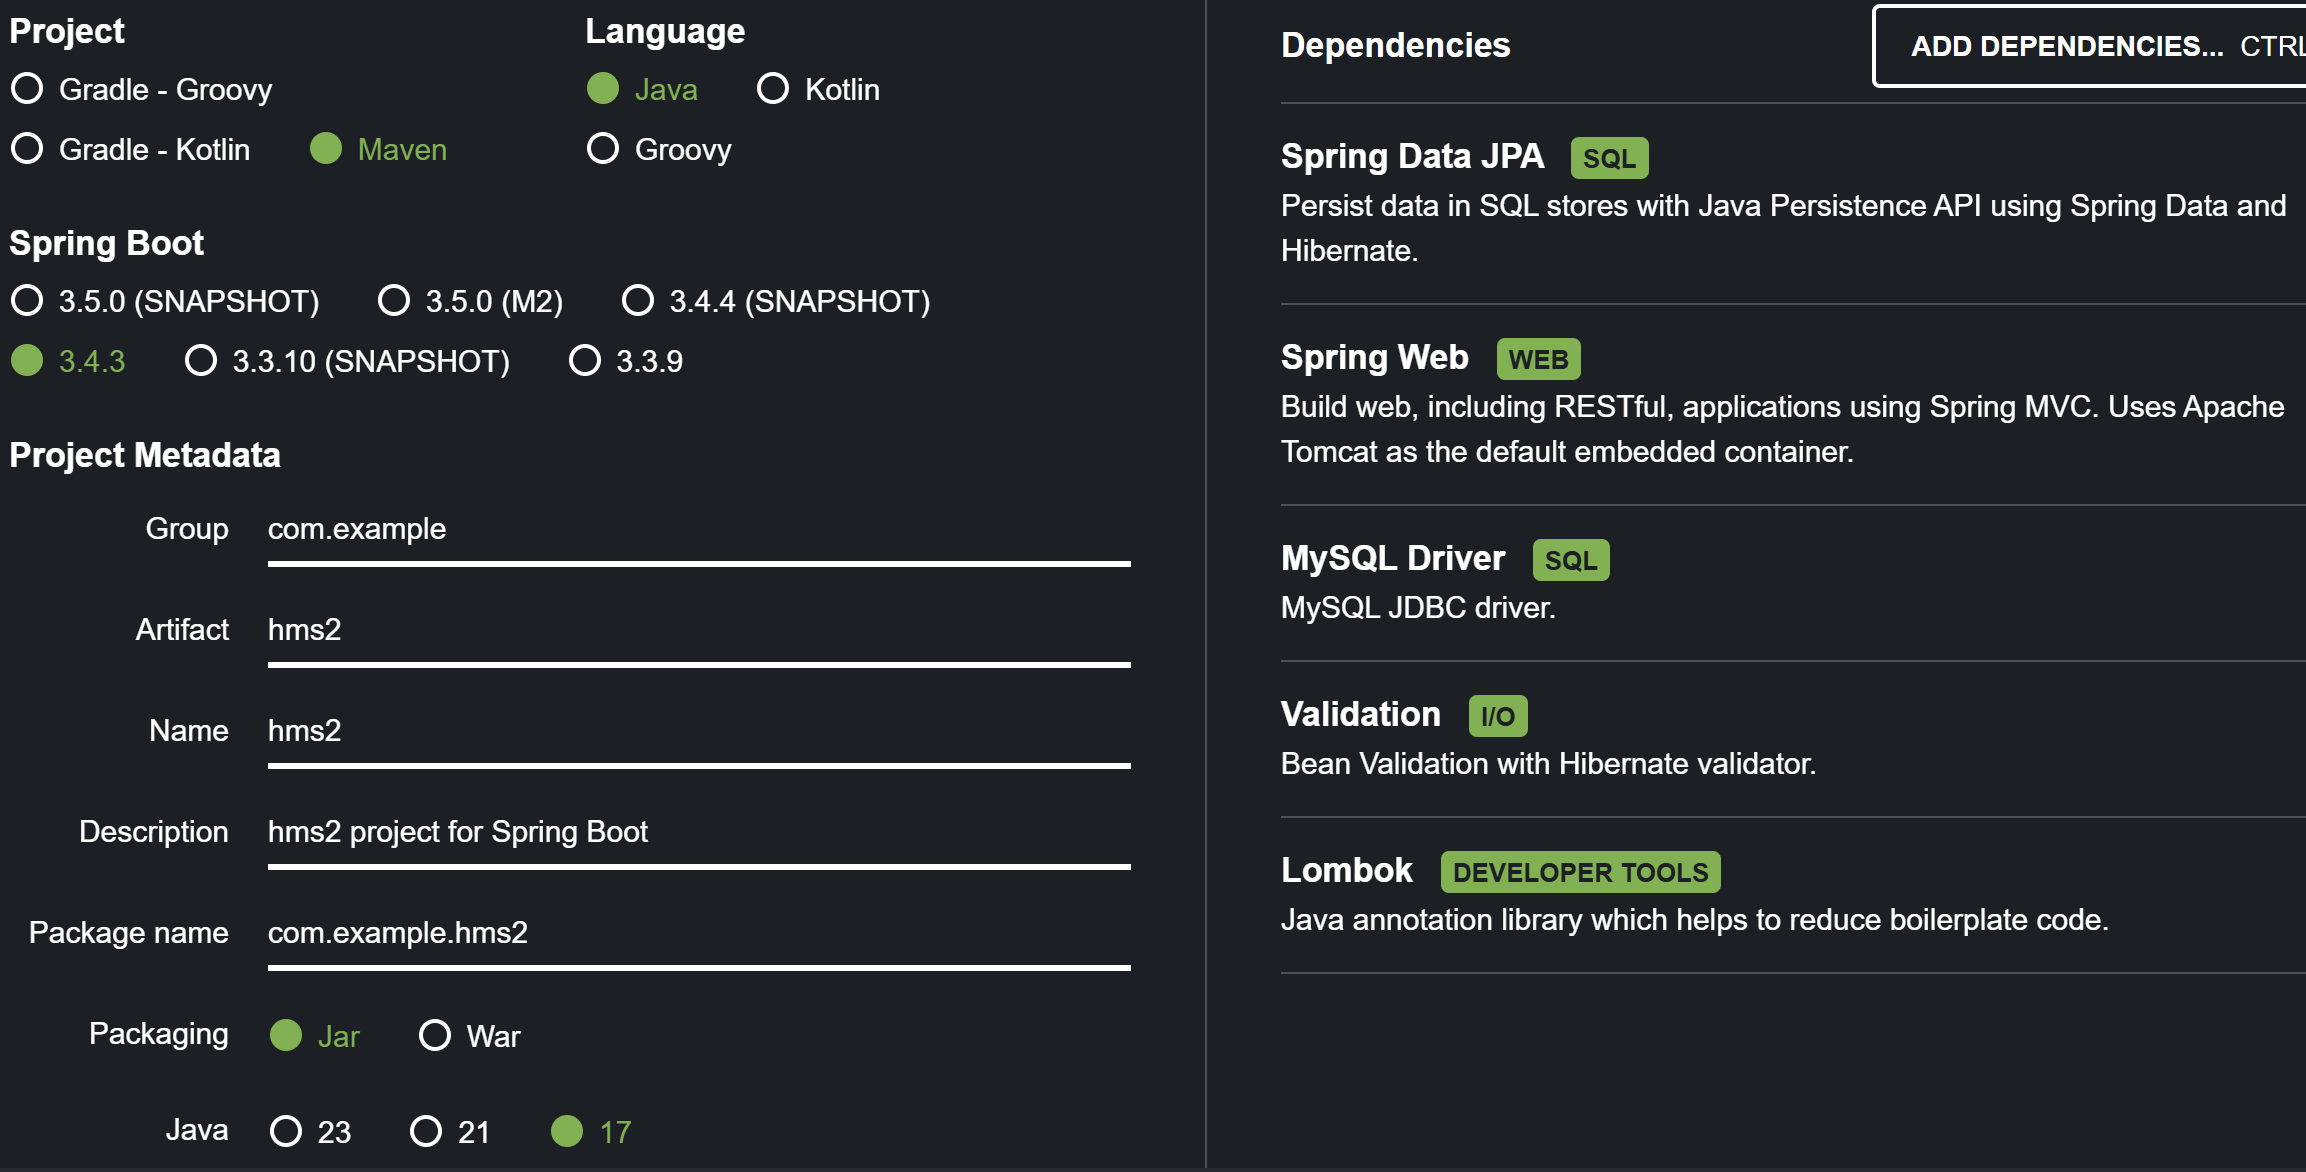 Project
Gradle - Groovy
Gradle - Kotlin Maven
Language
Java Kotlin
Groovy
Spring Boot
3.5.0 (SNAPSHOT) 3.5.0 (M2) 3.4.4 (SNAPSHOT)
3.4.3 3.3.10 (SNAPSHOT) 3.3.9
Project Metadata
Group com.example
Artifact hms2
Name hms2
Description hms2 project for Spring Boot
Package name com.example.hms2
Packaging Jar War
Java 23 21 17
Dependencies
ADD DEPENDENCIES... CTRL
Spring Data JPA SQL
Persist data in SQL stores with Java Persistence API using Spring Data and
Hibernate.
Spring Web WEB
Build web, including RESTful, applications using Spring MVC. Uses Apache
Tomcat as the default embedded container.
MySQL Driver SQL
MySQL JDBC driver.
Validation I/O
Bean Validation with Hibernate validator.
Lombok DEVELOPER TOOLS
Java annotation library which helps to reduce boilerplate code.